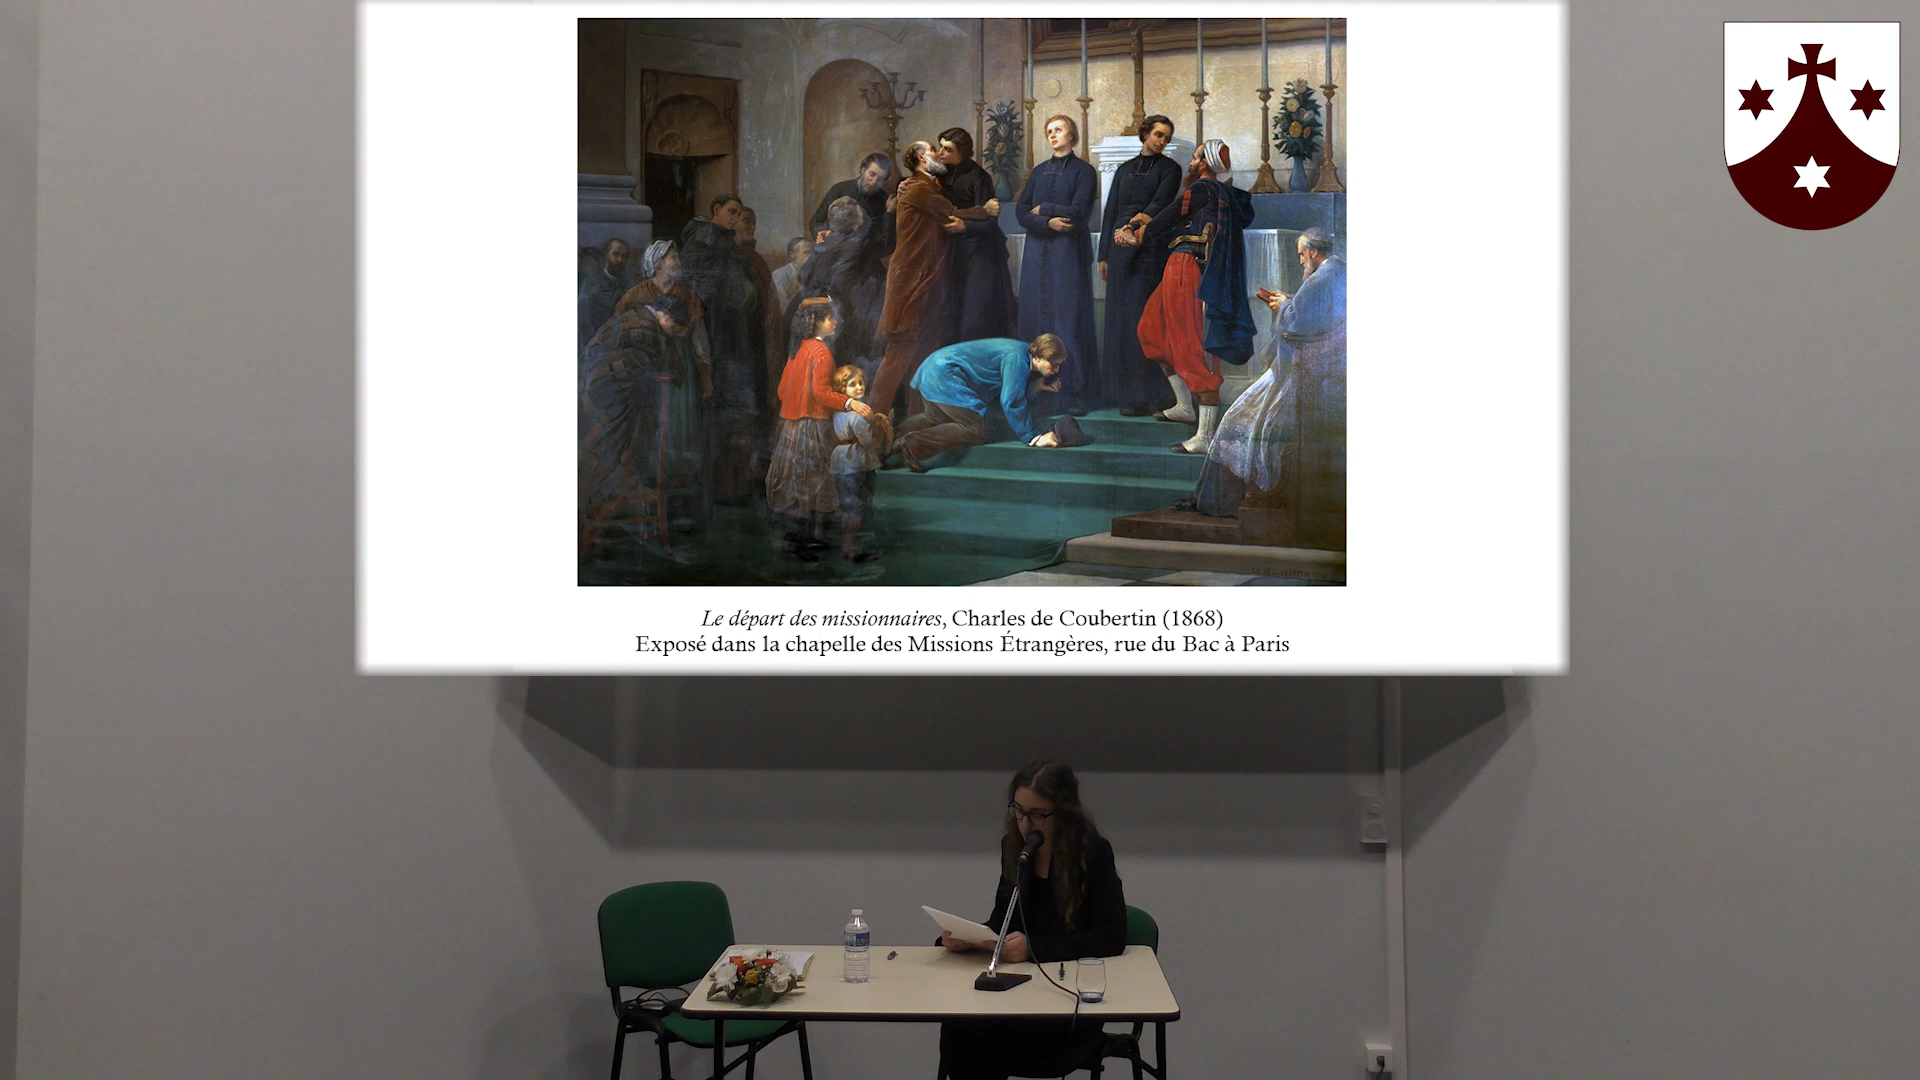 Le départ des missionnaires, Charles de Coubertin (1868)
Exposé dans la chapelle des Missions Étrangères, rue du Bac à Paris